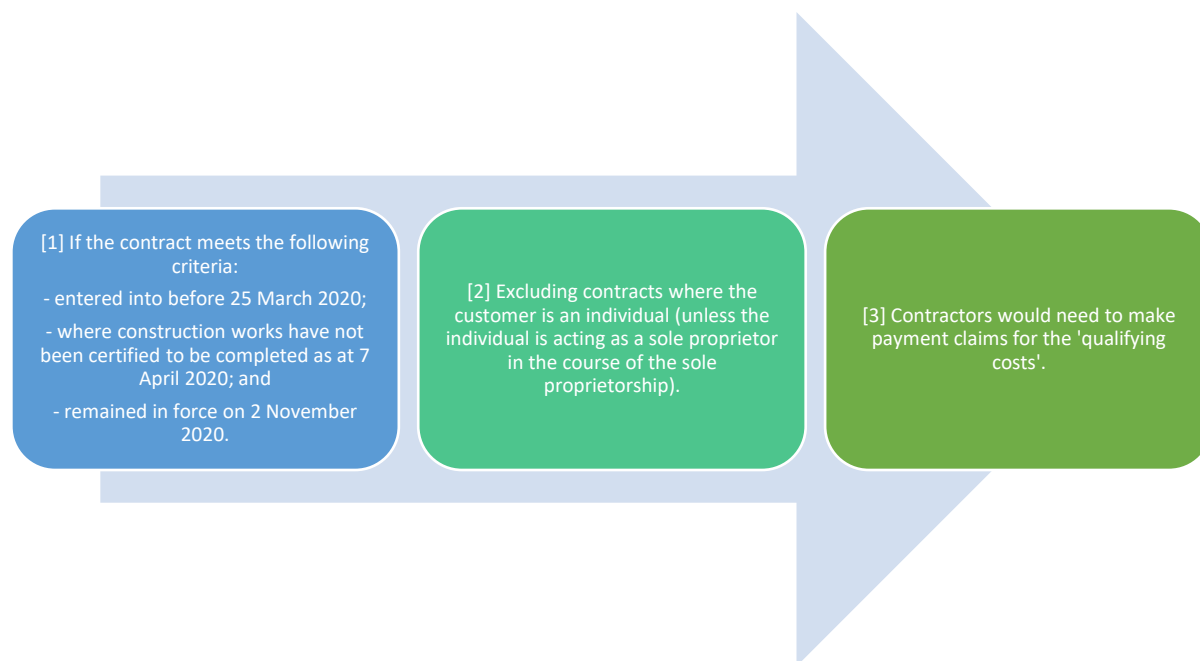 [1] If the contract meets the following
criteria:
- entered into before 25 March 2020;
- where construction works have not
been certified to be completed as at 7
April 2020; and
- remained in force on 2 November
2020.
[2] Excluding contracts where the
customer is an individual (unless the
individual is acting as a sole proprietor
in the course of the sole
proprietorship).
[3] Contractors would need to make
payment claims for the 'qualifying
costs'.